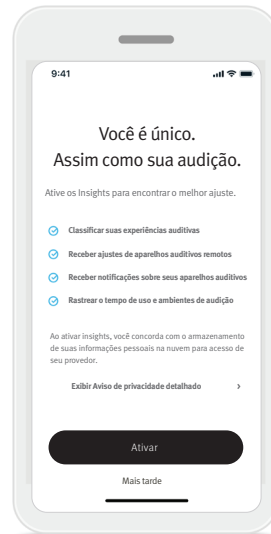 9:41
Você é único.
Assim como sua audição.
Ative os Insights para encontrar o melhor ajuste.
Classificar suas experiências auditivas
Receber ajustes de aparelhos auditivos remotos
Receber notificações sobre seus aparelhos auditivos
Rastrear o tempo de uso e ambientes de audição
Ao ativar insights, você concorda com o armazenamento
de suas informações pessoais na nuvem para acesso de
seu provedor.
Exibir Aviso de privacidade detalhado
Ativar
Mais tarde